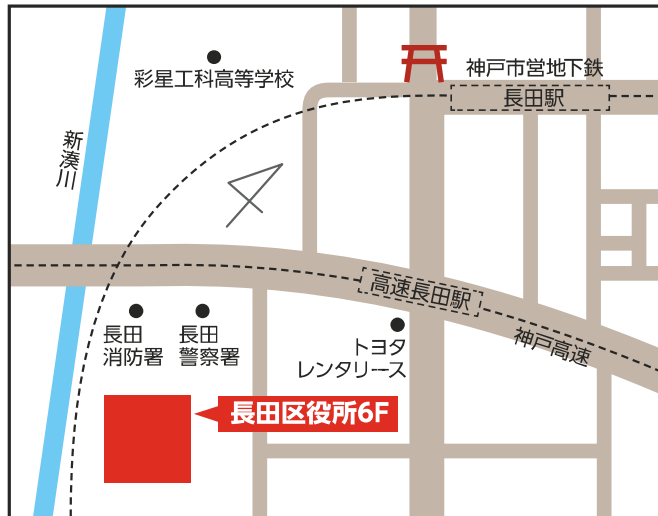 彩星工科高等学校
神戸市営地下鉄
長田駅
新湊川
高速長田駅
神戸高速
長田
消防署
長田
警察署
トヨタ
レンタリース
長田区役所6F